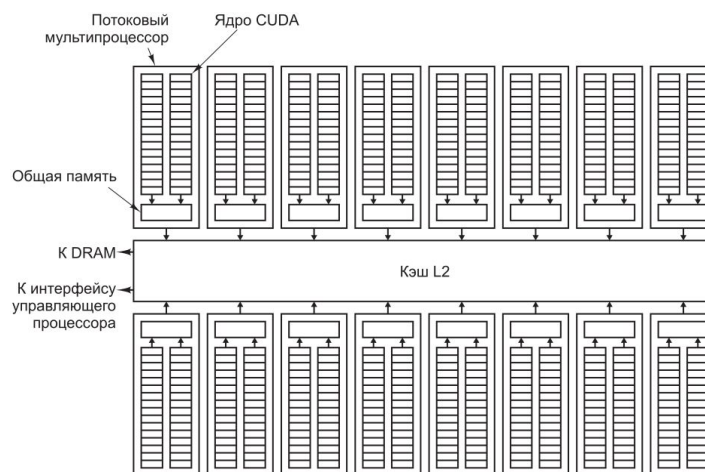 Потоковый
мультипроцессор
Ядро CUDA
Общая память
К DRAM
Кэш L2
К интерфейсу
управляющего
процессора